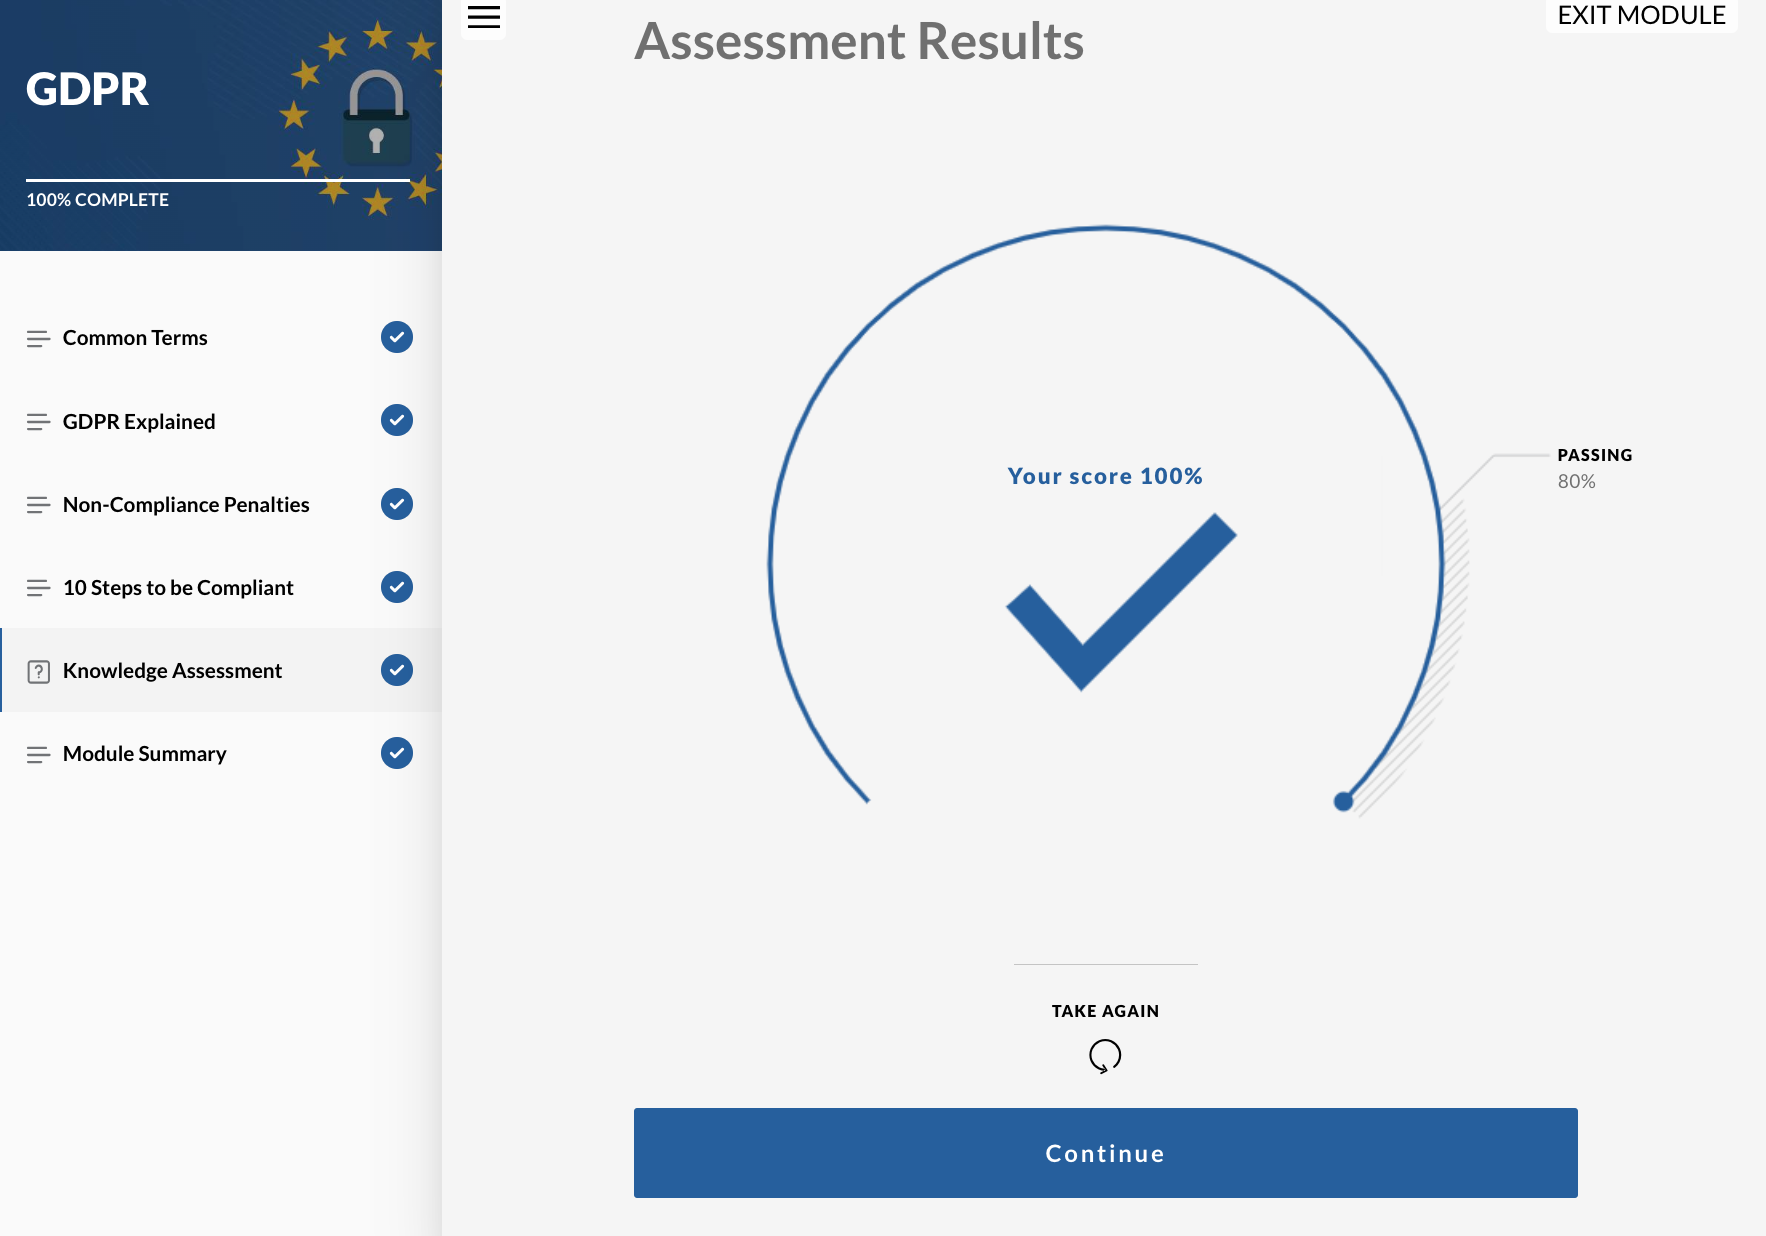 GDPR
100% COMPLETE
Common Terms
GDPR Explained
Non-Compliance Penalties
10 Steps to be Compliant
Knowledge Assessment
Module Summary
EXIT MODULE
Assessment Results
Your score 100%
PASSING
80%
TAKE AGAIN
Continue